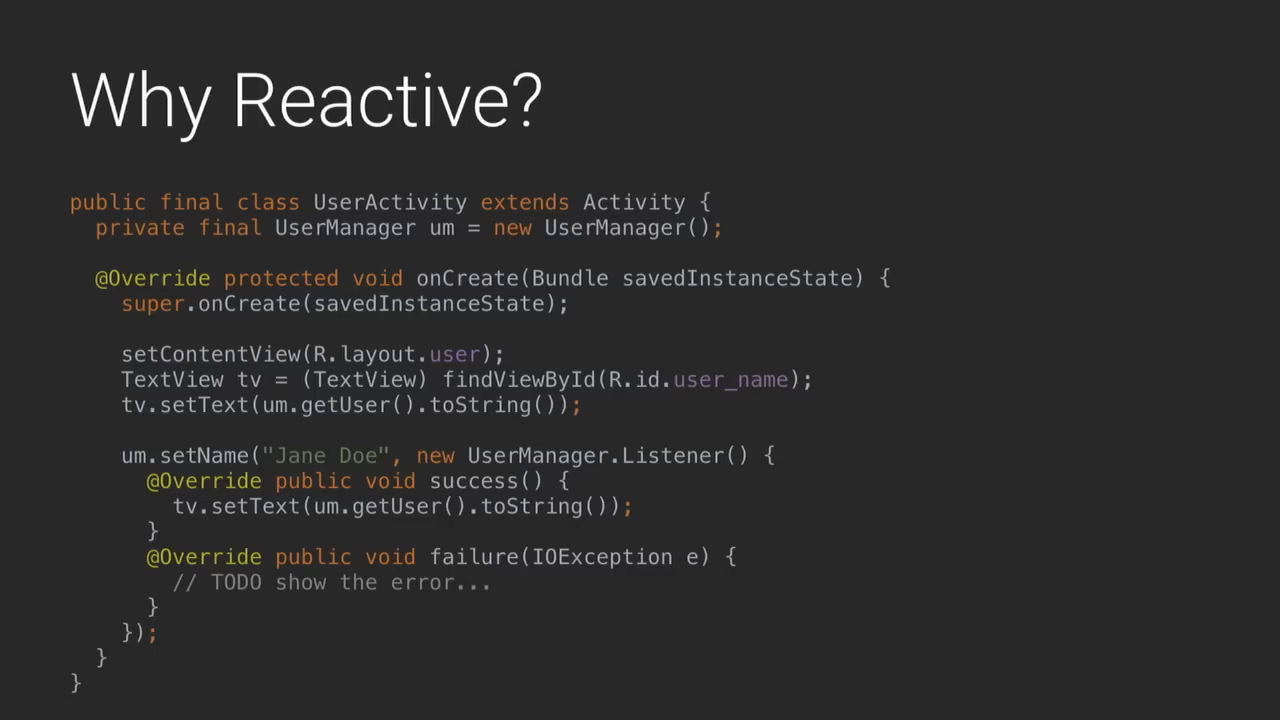 Why Reactive?
public final class UserActivity extends Activity {
  private final UserManager um = new UserManager();
  @Override protected void onCreate(Bundle savedInstanceState) {
    super.onCreate(savedInstanceState);
    setContentView(R.layout.user);
    TextView tv = (TextView) findViewById(R.id.user_name);
    tv.setText(um.getUser().toString());
    um.setName("Jane Doe", new UserManager.Listener() {
      @Override public void success() {
        tv.setText(um.getUser().toString());
      }
      @Override public void failure(IOException e) {
        // TODO show the error...
      }
    });
  }
}